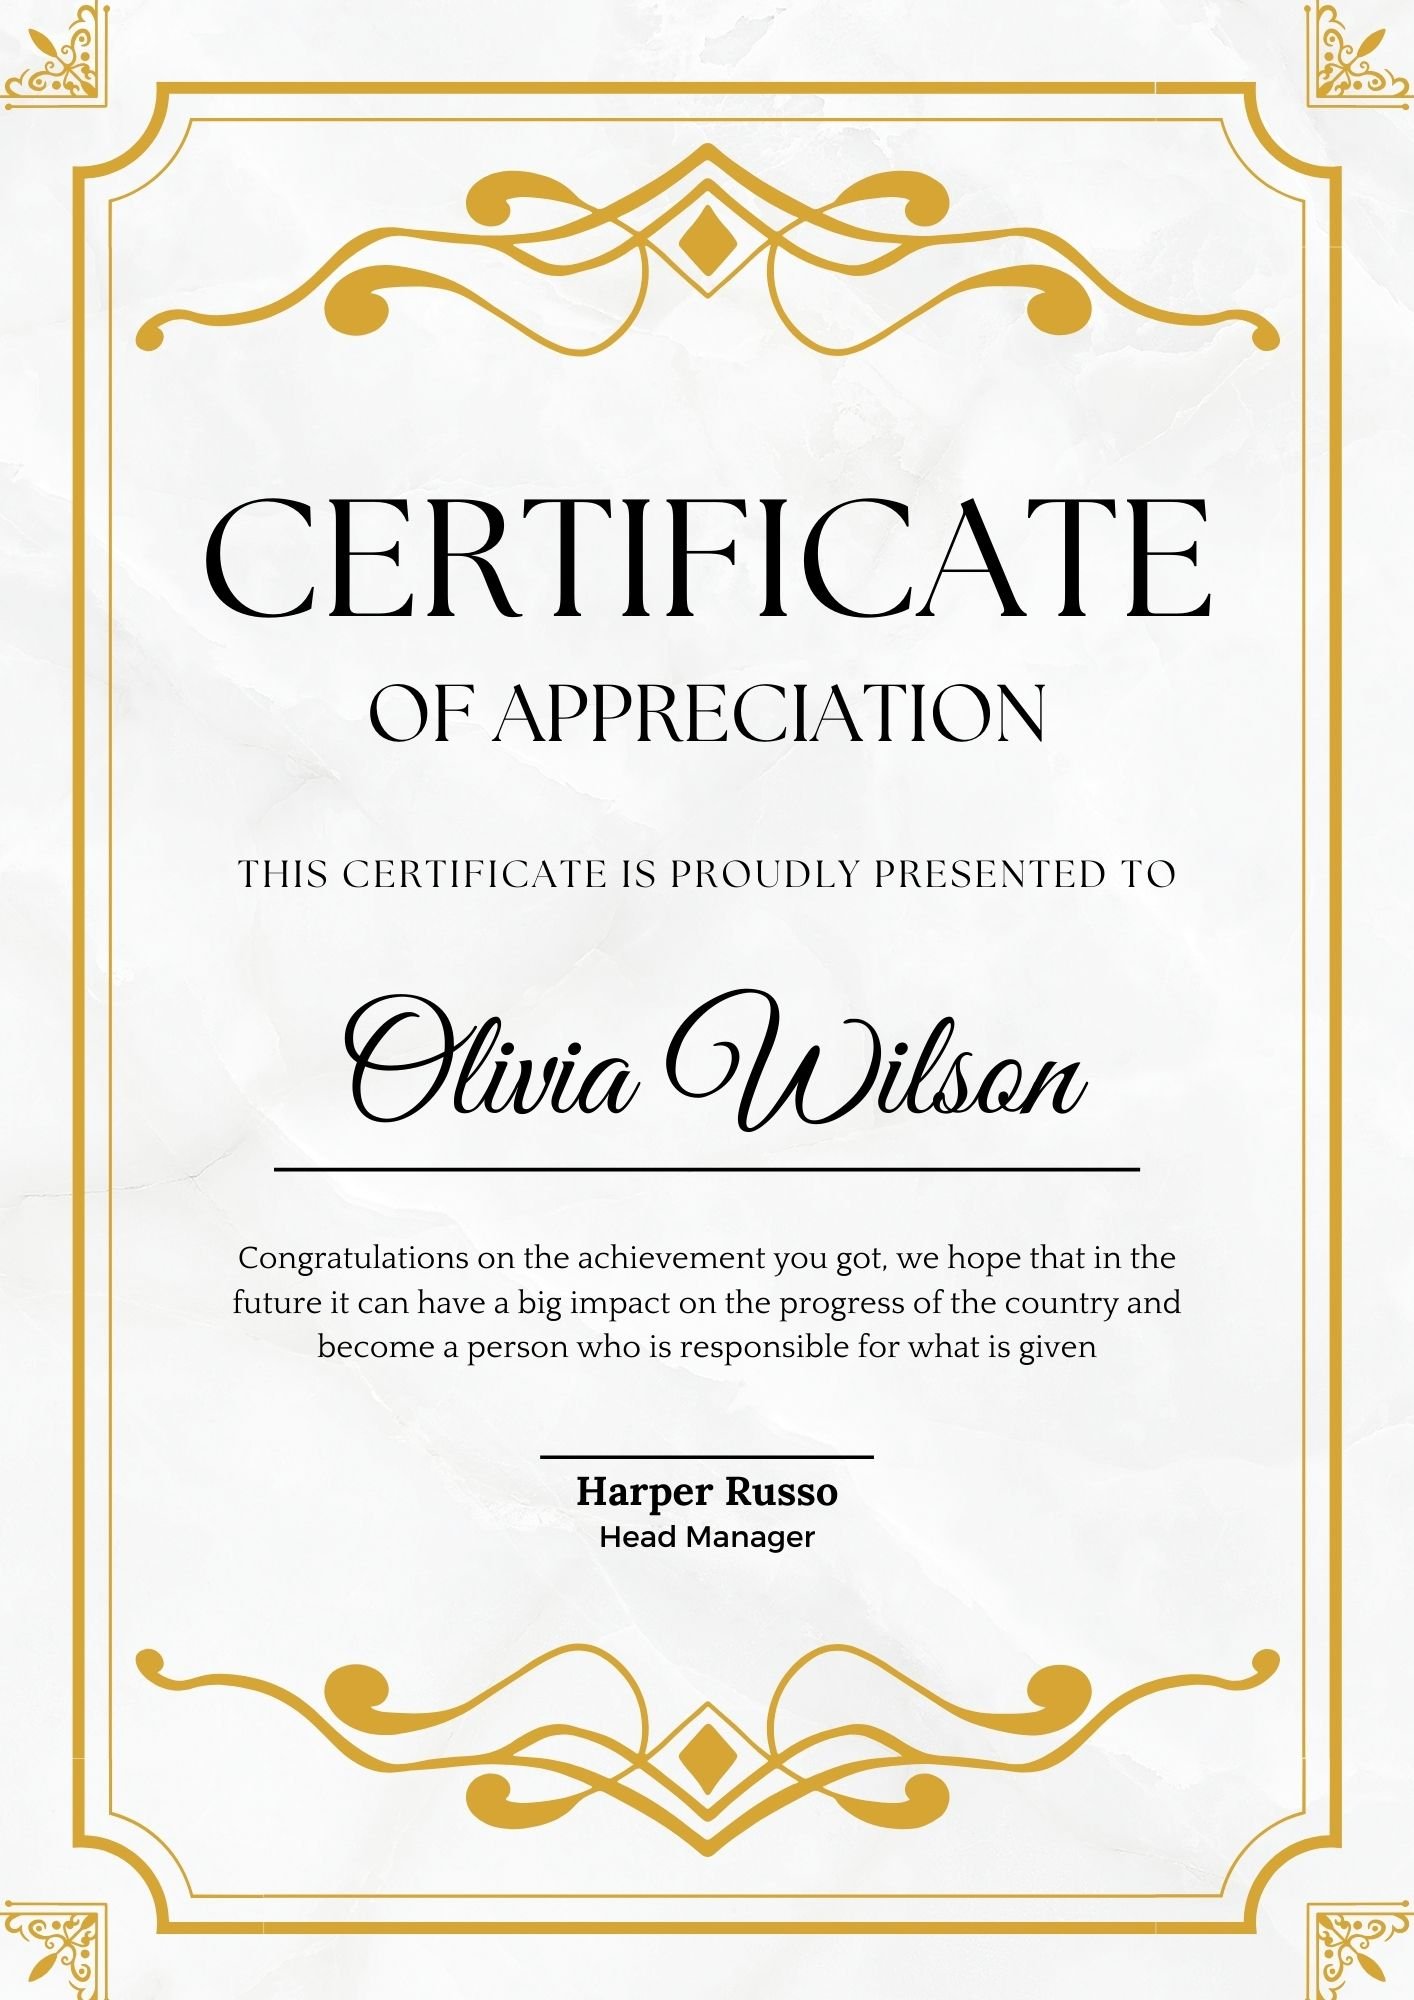 CERTIFICATE
OF APPRECIATION
THIS CERTIFICATE IS PROUDLY PRESENTED TO
Olivia Wilson
Congratulations on the achievement you got, we hope that in the
future it can have a big impact on the progress of the country and
become a person who is responsible for what is given
Harper Russo
Head Manager